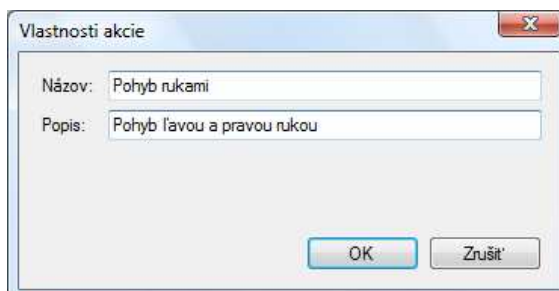 Vlastnosti akcie
Názov: Pohyb rukami
Popis: Pohyb ľavou a pravou rukou
OK Zrušiť